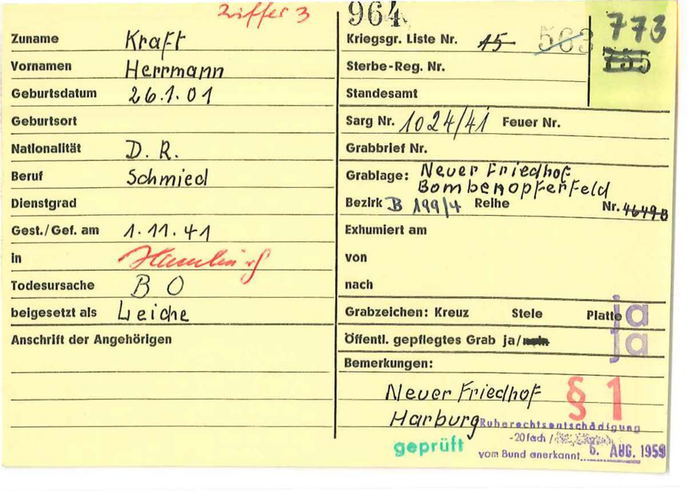 Ziffer 3
Zuname Kraft
Vornamen Herrmann
Geburtsdatum 26.1.01
Geburtsort
Nationalität D. R.
Beruf Schmied
Dienstgrad
Gest./Gef. am 1.11.41
in
Todesursache B O
beigesetzt als Leiche
Anschrift der Angehörigen
964
Kriegsgr. Liste Nr. 15 563
773
755
Sterbe-Reg. Nr.
Standesamt
Sarg Nr. 1024/41 Feuer Nr.
Grabbrief Nr.
Grablage: Neuer Friedhof
Bombenopferfeld
Bezirk B 199/4 Reihe Nr. 4649B
Exhumiert am
von
nach
Grabzeichen: Kreuz Stele Platte ja
Öffentl. gepflegtes Grab ja/nein ja
Bemerkungen:
Neuer Friedhof
Harburg
§ 1
geprüft
Ruherechtsentschädigung
-20fach /
vom Bund anerkannt 6. AUG. 1959